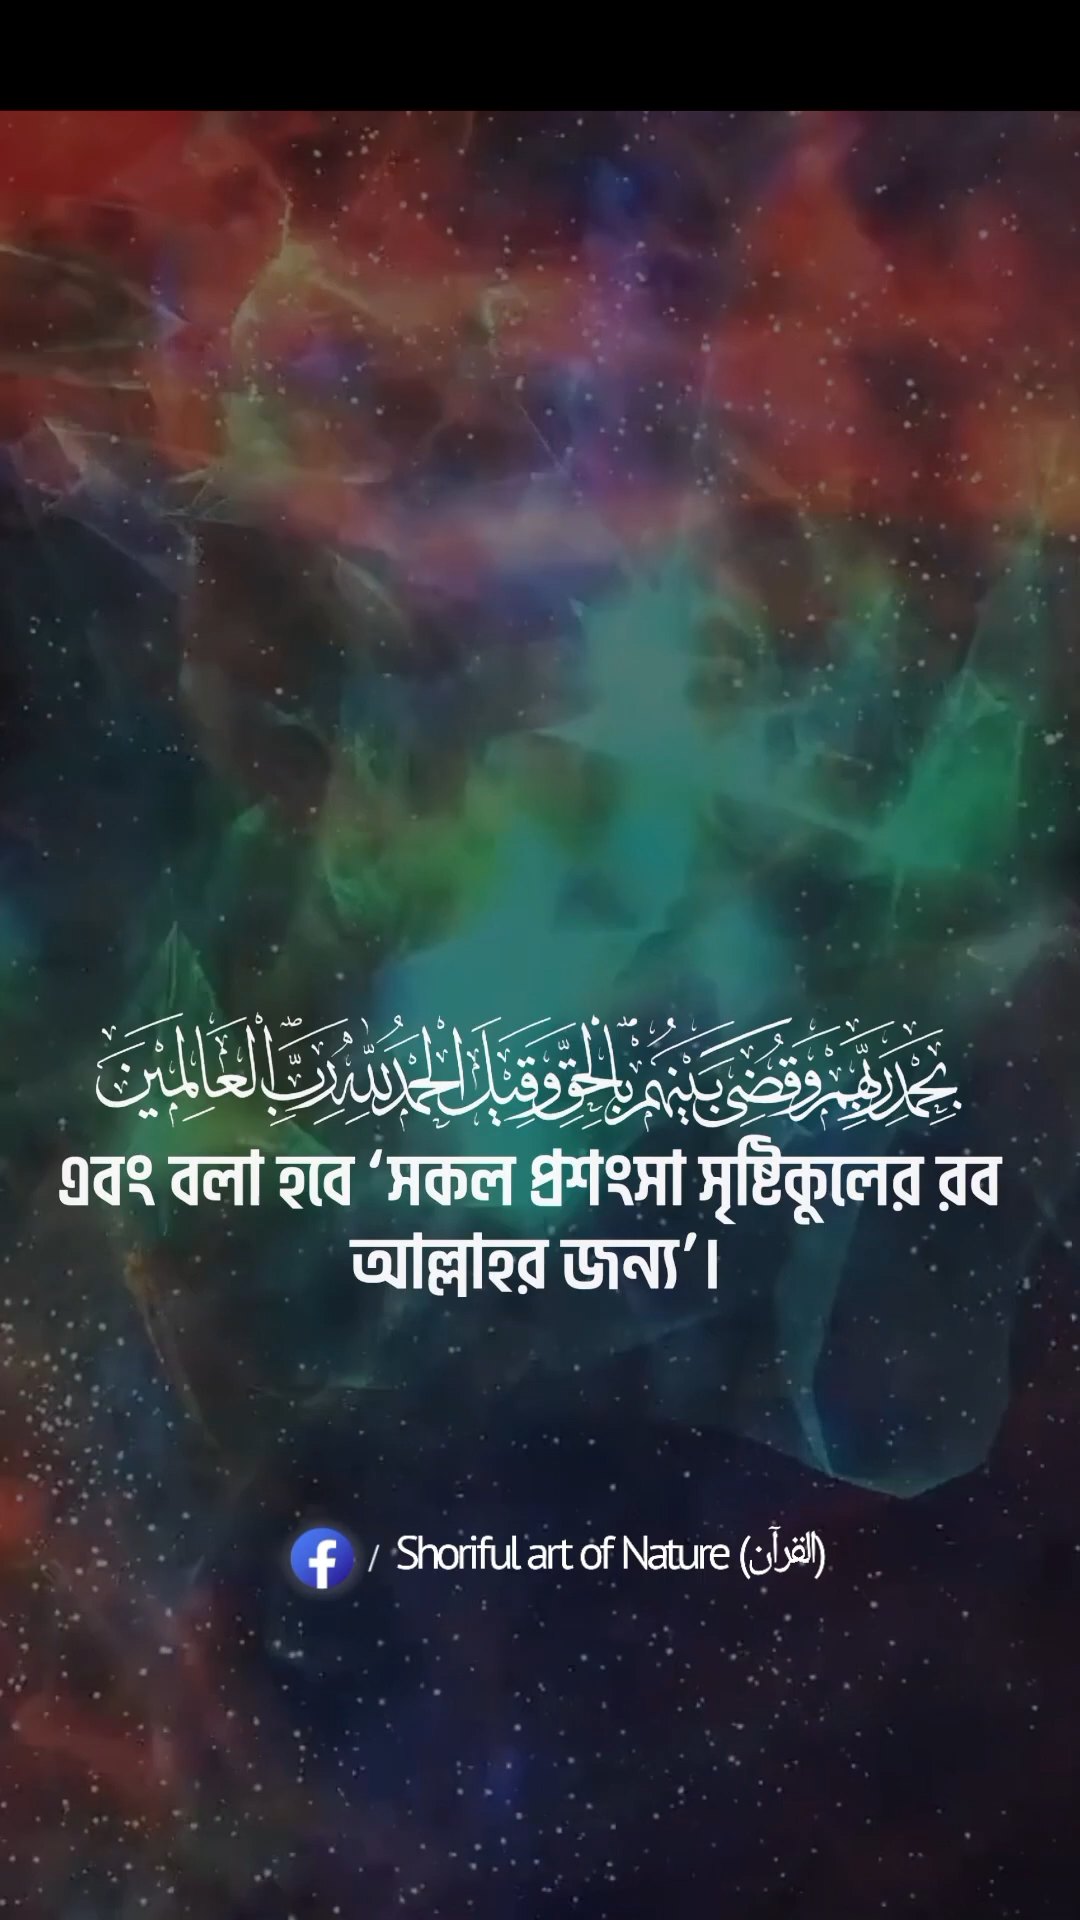 بِحَمْدِ رَبِّهِمْ وَقُضِيَ بَيْنَهُم بِالْحَقِّ وَقِيلَ الْحَمْدُ لِلَّهِ رَبِّ الْعَالَمِينَ
এবং বলা হবে ‘সকল প্রশংসা সৃষ্টিকুলের রব
আল্লাহর জন্য’।
/ Shoriful art of Nature (القرآن)